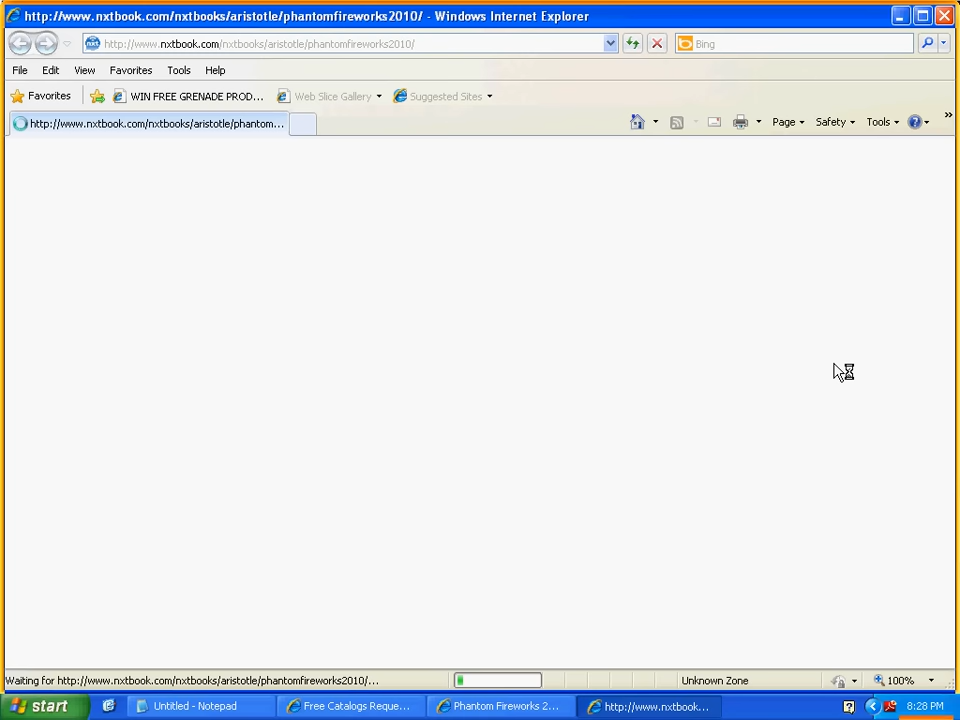 http://www.nxtbook.com/nxtbooks/aristotle/phantomfireworks2010/ - Windows Internet Explorer
http://www.nxtbook.com/nxtbooks/aristotle/phantomfireworks2010/
Bing
File Edit View Favorites Tools Help
Favorites WIN FREE GRENADE PROD... Web Slice Gallery Suggested Sites
http://www.nxtbook.com/nxtbooks/aristotle/phantom... Page Safety Tools »
Waiting for http://www.nxtbook.com/nxtbooks/aristotle/phantomfireworks2010/... Unknown Zone 100%
start Untitled - Notepad Free Catalogs Reque... Phantom Fireworks 2... http://www.nxtbook.... 8:28 PM